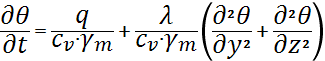 ∂θ/∂t = q/(c_v·γ_m) + λ/(c_v·γ_m) (∂²θ/∂y² + ∂²θ/∂z²)